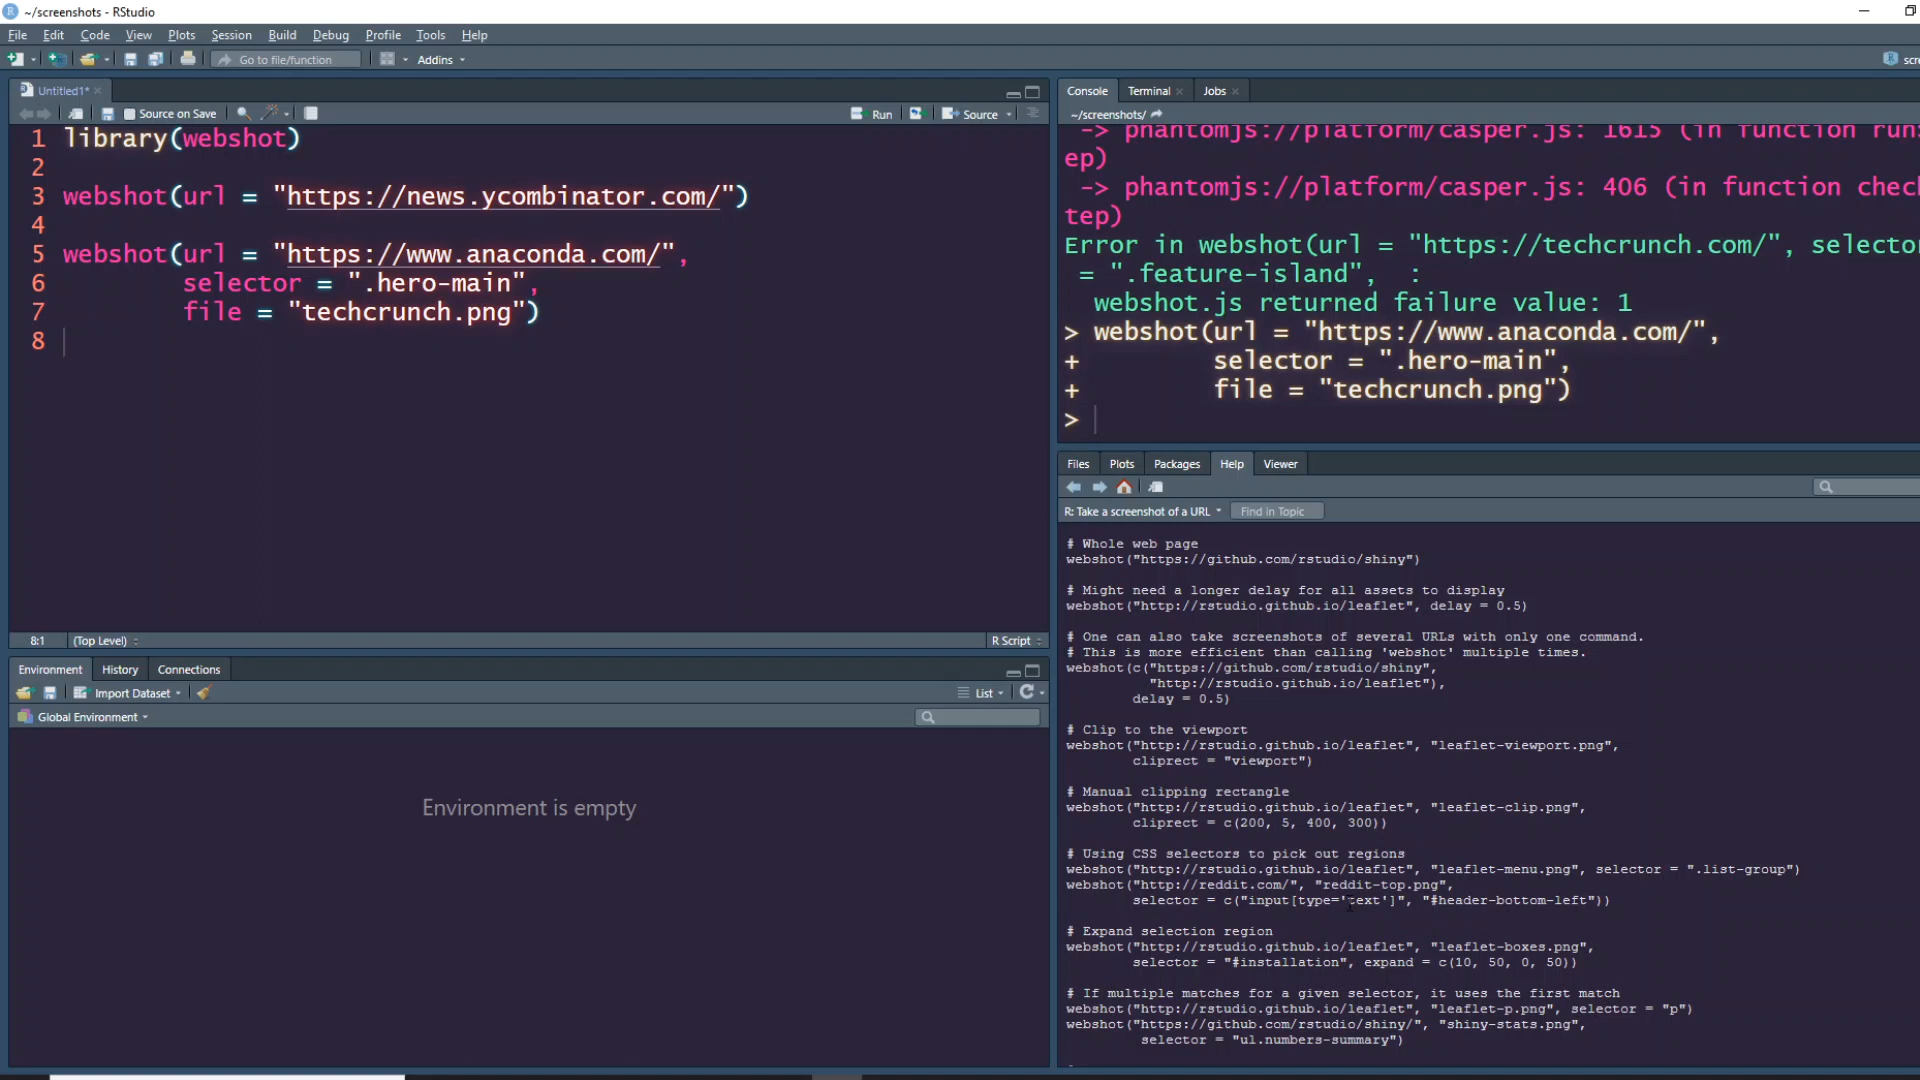 ~/screenshots - RStudio
File Edit Code View Plots Session Build Debug Profile Tools Help
Go to file/function Addins
Untitled1*
Source on Save Run Source
1 library(webshot)
2
3 webshot(url = "https://news.ycombinator.com/")
4
5 webshot(url = "https://www.anaconda.com/",
6 selector = ".hero-main",
7 file = "techcrunch.png")
8
8:1 (Top Level) R Script
Environment History Connections
Import Dataset List
Global Environment
Environment is empty
Console Terminal Jobs
~/screenshots/
-> phantomjs://platform/casper.js: 1615 (in function run
ep)
-> phantomjs://platform/casper.js: 406 (in function chec
tep)
Error in webshot(url = "https://techcrunch.com/", selecto
= ".feature-island", :
webshot.js returned failure value: 1
> webshot(url = "https://www.anaconda.com/",
+ selector = ".hero-main",
+ file = "techcrunch.png")
>
Files Plots Packages Help Viewer
R: Take a screenshot of a URL Find in Topic
# Whole web page
webshot("https://github.com/rstudio/shiny")
# Might need a longer delay for all assets to display
webshot("http://rstudio.github.io/leaflet", delay = 0.5)
# One can also take screenshots of several URLs with only one command.
# This is more efficient than calling 'webshot' multiple times.
webshot(c("https://github.com/rstudio/shiny",
"http://rstudio.github.io/leaflet"),
delay = 0.5)
# Clip to the viewport
webshot("http://rstudio.github.io/leaflet", "leaflet-viewport.png",
cliprect = "viewport")
# Manual clipping rectangle
webshot("http://rstudio.github.io/leaflet", "leaflet-clip.png",
cliprect = c(200, 5, 400, 300))
# Using CSS selectors to pick out regions
webshot("http://rstudio.github.io/leaflet", "leaflet-menu.png", selector = ".list-group")
webshot("http://reddit.com/", "reddit-top.png",
selector = c("input[type='text']", "#header-bottom-left"))
# Expand selection region
webshot("http://rstudio.github.io/leaflet", "leaflet-boxes.png",
selector = "#installation", expand = c(10, 50, 0, 50))
# If multiple matches for a given selector, it uses the first match
webshot("http://rstudio.github.io/leaflet", "leaflet-p.png", selector = "p")
webshot("https://github.com/rstudio/shiny/", "shiny-stats.png",
selector = "ul.numbers-summary")